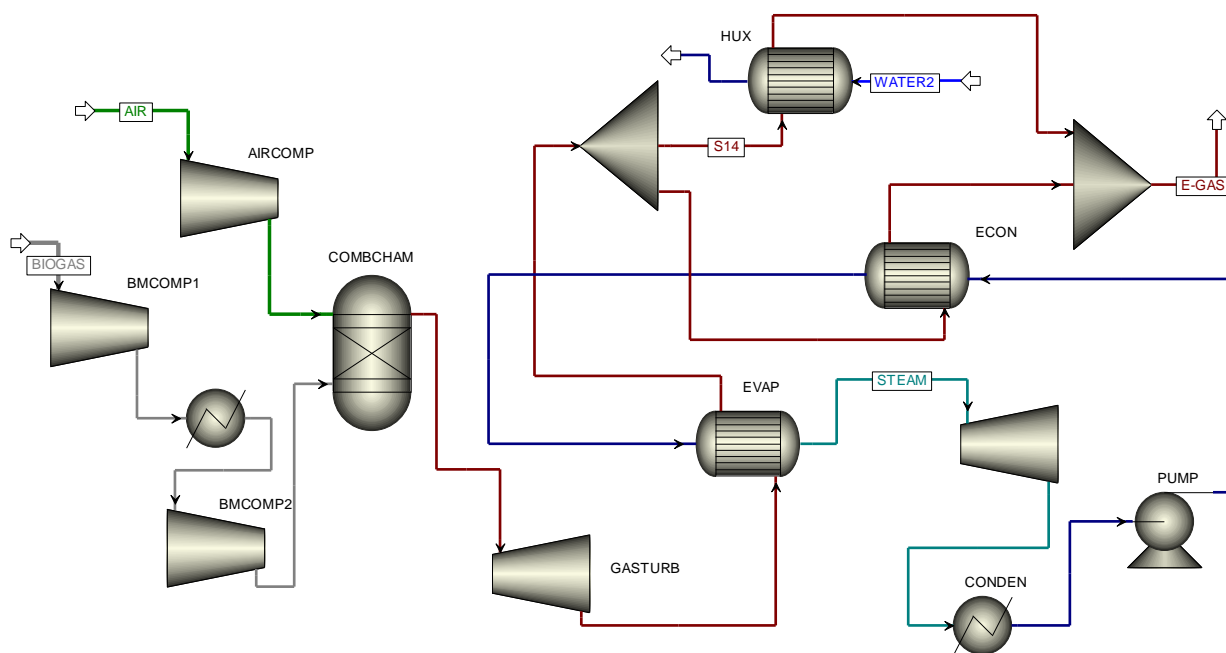 HUX
WATER2
AIR
AIRCOMP
S14
E-GAS
ECON
COMBCHAM
BIOGAS
BMCOMP1
EVAP
STEAM
PUMP
BMCOMP2
GASTURB
CONDEN